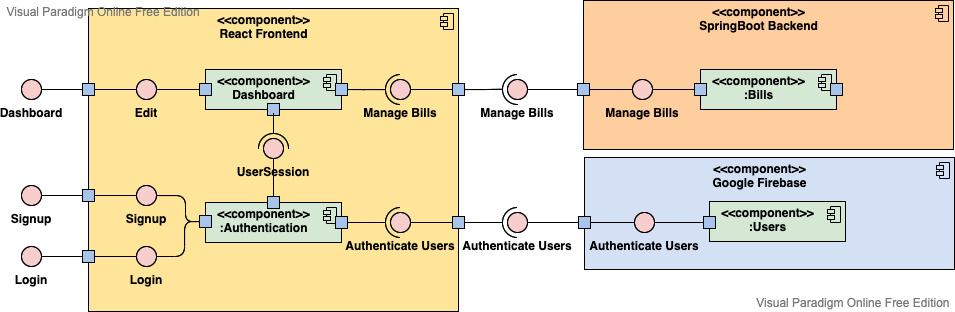 Visual Paradigm Online Free Edition
<<component>>
React Frontend
<<component>>
SpringBoot Backend
<<component>>
Dashboard
<<component>>
:Bills
Dashboard
Edit
Manage Bills
Manage Bills
Manage Bills
UserSession
<<component>>
Google Firebase
<<component>>
:Authentication
<<component>>
:Users
Signup
Signup
Authenticate Users
Authenticate Users
Authenticate Users
Login
Login
Visual Paradigm Online Free Edition